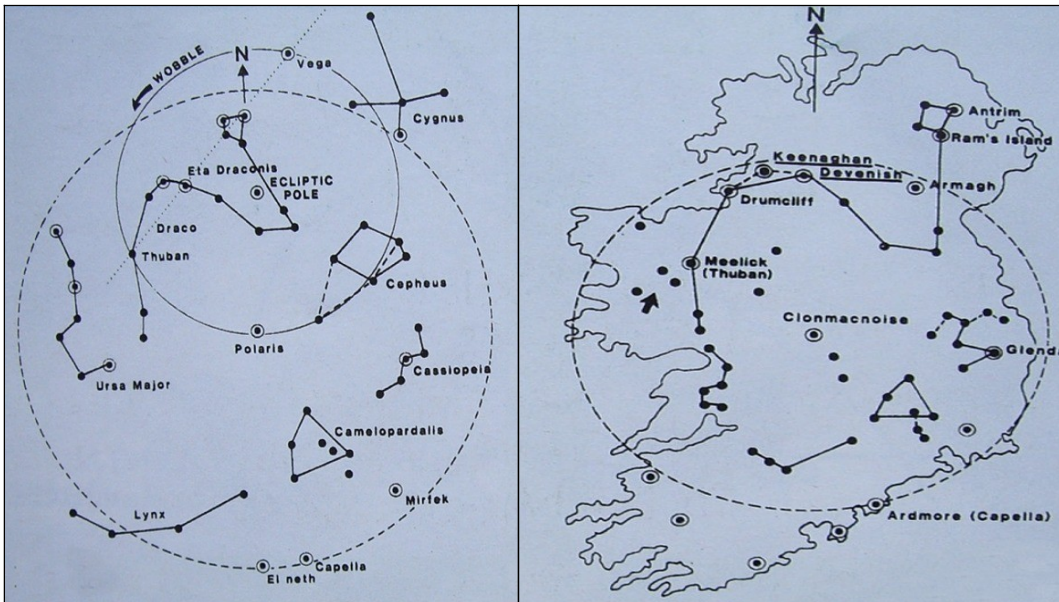 N
WOBBLE
Vega
Cygnus
Eta Draconis
ECLIPTIC
POLE
Draco
Thuban
Cepheus
Polaris
Ursa Major
Cassiopeia
Camelopardalis
Mirfek
Lynx
El neth
Capella
N
Antrim
Ram's Island
Keenaghan
Devenish
Armagh
Drumcliff
Meelick
(Thuban)
Clonmacnoise
Glend
Ardmore (Capella)